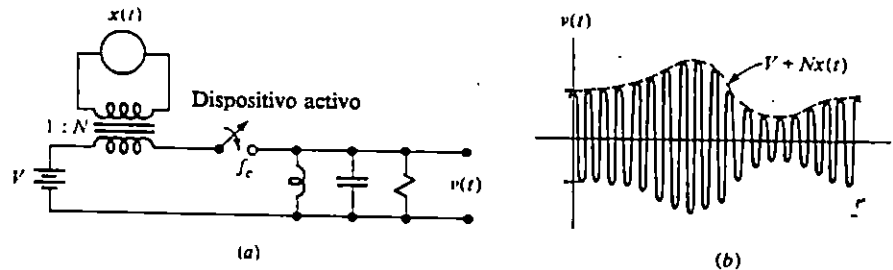 x(t)
Dispositivo activo
1 : N
f_c
V
v(t)
(a)
v(t)
V + Nx(t)
(b)